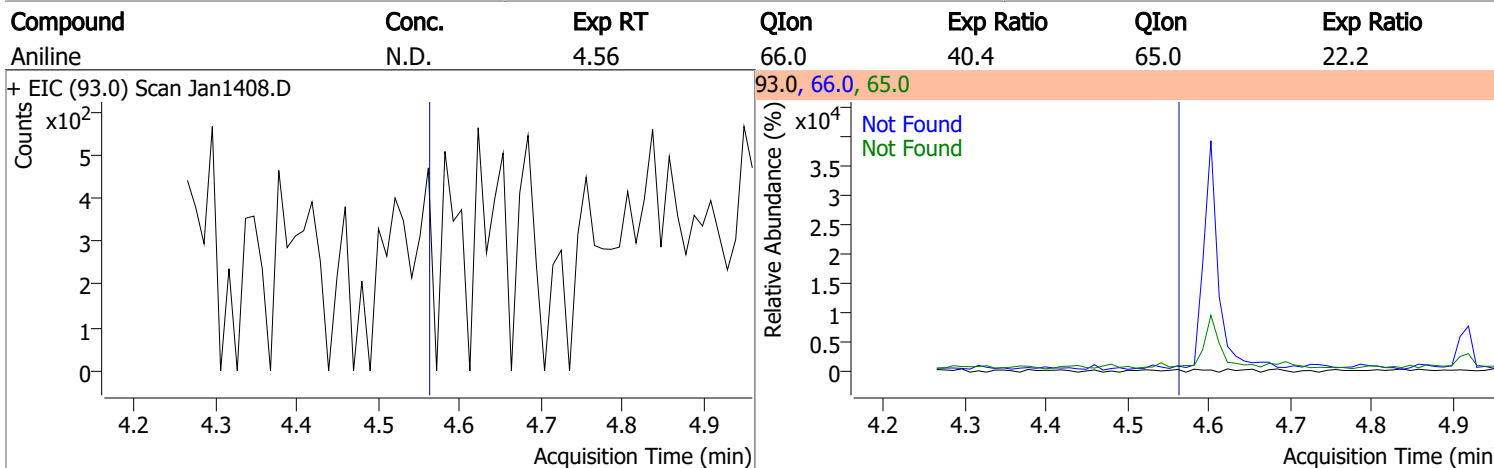 Compound Conc. Exp RT QIon Exp Ratio QIon Exp Ratio
Aniline N.D. 4.56 66.0 40.4 65.0 22.2
+ EIC (93.0) Scan Jan1408.D
Counts
x10²
5
4
3
2
1
0
4.2 4.3 4.4 4.5 4.6 4.7 4.8 4.9
Acquisition Time (min)
93.0, 66.0, 65.0
Relative Abundance (%)
x10⁴
Not Found
Not Found
3.5
3
2.5
2
1.5
1
0.5
0
4.2 4.3 4.4 4.5 4.6 4.7 4.8 4.9
Acquisition Time (min